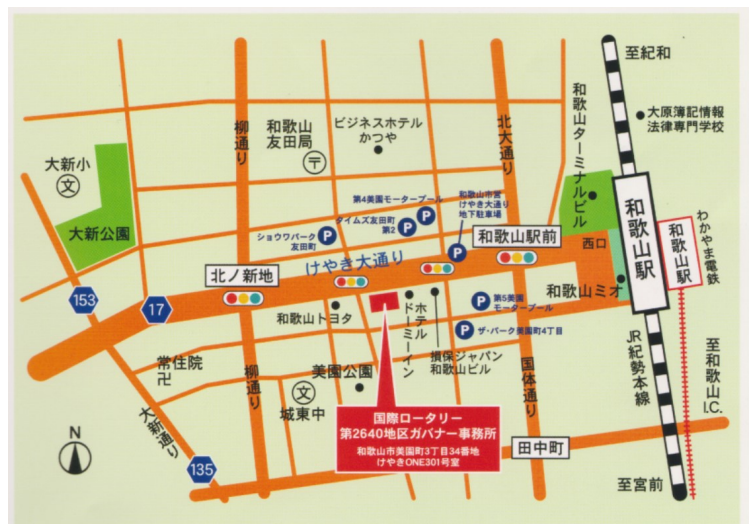 至紀和
大原簿記情報
法律専門学校
和歌山ターミナルビル
北大通り
柳通り
和歌山
友田局
〒
ビジネスホテル
かつや
大新小
文
大新公園
第4美園モータープール
タイムズ友田町
第2
P
P
ショウワパーク
友田町
P
和歌山市営
けやき大通り
地下駐車場
P
和歌山駅前
西口
和歌山駅
わかやま電鉄
和歌山駅
けやき大通り
北ノ新地
153
17
和歌山トヨタ
ホテル
ドーミーイン
損保ジャパン
和歌山ビル
P
第5美園
モータープール
P
ザ・パーク美園町4丁目
和歌山ミオ
JR紀勢本線
至和歌山
I.C.
常住院
卍
柳通り
美園公園
文
城東中
大新通り
国体通り
国際ロータリー
第2640地区ガバナー事務所
和歌山市美園町3丁目34番地
けやきONE301号室
田中町
135
N
至宮前